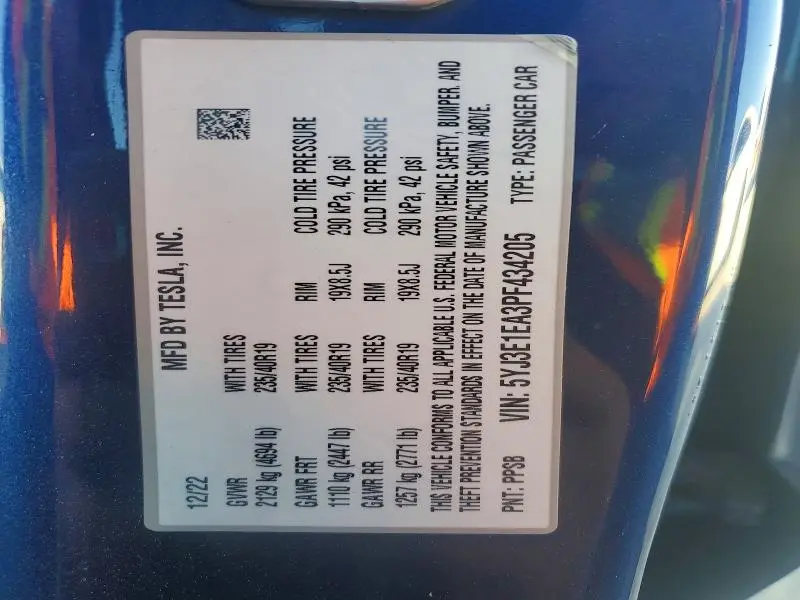 MFD BY TESLA, INC.
12/22
GVWR WITH TIRES
2129 kg (4694 lb) 235/40R19
GAWR FRT WITH TIRES RIM COLD TIRE PRESSURE
1110 kg (2447 lb) 235/40R19 19X8.5J 290 kPa, 42 psi
GAWR RR WITH TIRES RIM COLD TIRE PRESSURE
1257 kg (2771 lb) 235/40R19 19X8.5J 290 kPa, 42 psi
THIS VEHICLE CONFORMS TO ALL APPLICABLE U.S. FEDERAL MOTOR VEHICLE SAFETY, BUMPER. AND
THEFT PREVENTION STANDARDS IN EFFECT ON THE DATE OF MANUFACTURE SHOWN ABOVE.
PNT: PPSB VIN: 5YJ3E1EA3PF434205 TYPE: PASSENGER CAR